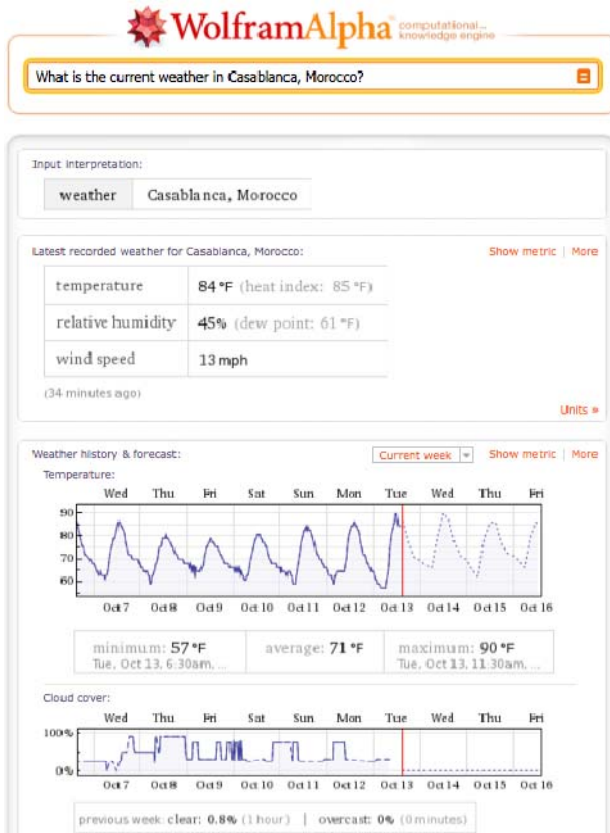 WolframAlpha computational... knowledge engine
What is the current weather in Casablanca, Morocco?
Input interpretation:
weather Casablanca, Morocco
Latest recorded weather for Casablanca, Morocco: Show metric | More
temperature 84 °F (heat index: 85 °F)
relative humidity 45% (dew point: 61 °F)
wind speed 13 mph
(34 minutes ago)
Units »
Weather history & forecast: Current week Show metric | More
Temperature:
Wed Thu Fri Sat Sun Mon Tue Wed Thu Fri
90
80
70
60
Oct 7 Oct 8 Oct 9 Oct 10 Oct 11 Oct 12 Oct 13 Oct 14 Oct 15 Oct 16
minimum: 57 °F average: 71 °F maximum: 90 °F
Tue, Oct 13, 6:30am, ... Tue, Oct 13, 11:30am, ...
Cloud cover:
Wed Thu Fri Sat Sun Mon Tue Wed Thu Fri
100%
0%
Oct 7 Oct 8 Oct 9 Oct 10 Oct 11 Oct 12 Oct 13 Oct 14 Oct 15 Oct 16
previous week: clear: 0.8% (1 hour) | overcast: 0% (0 minutes)